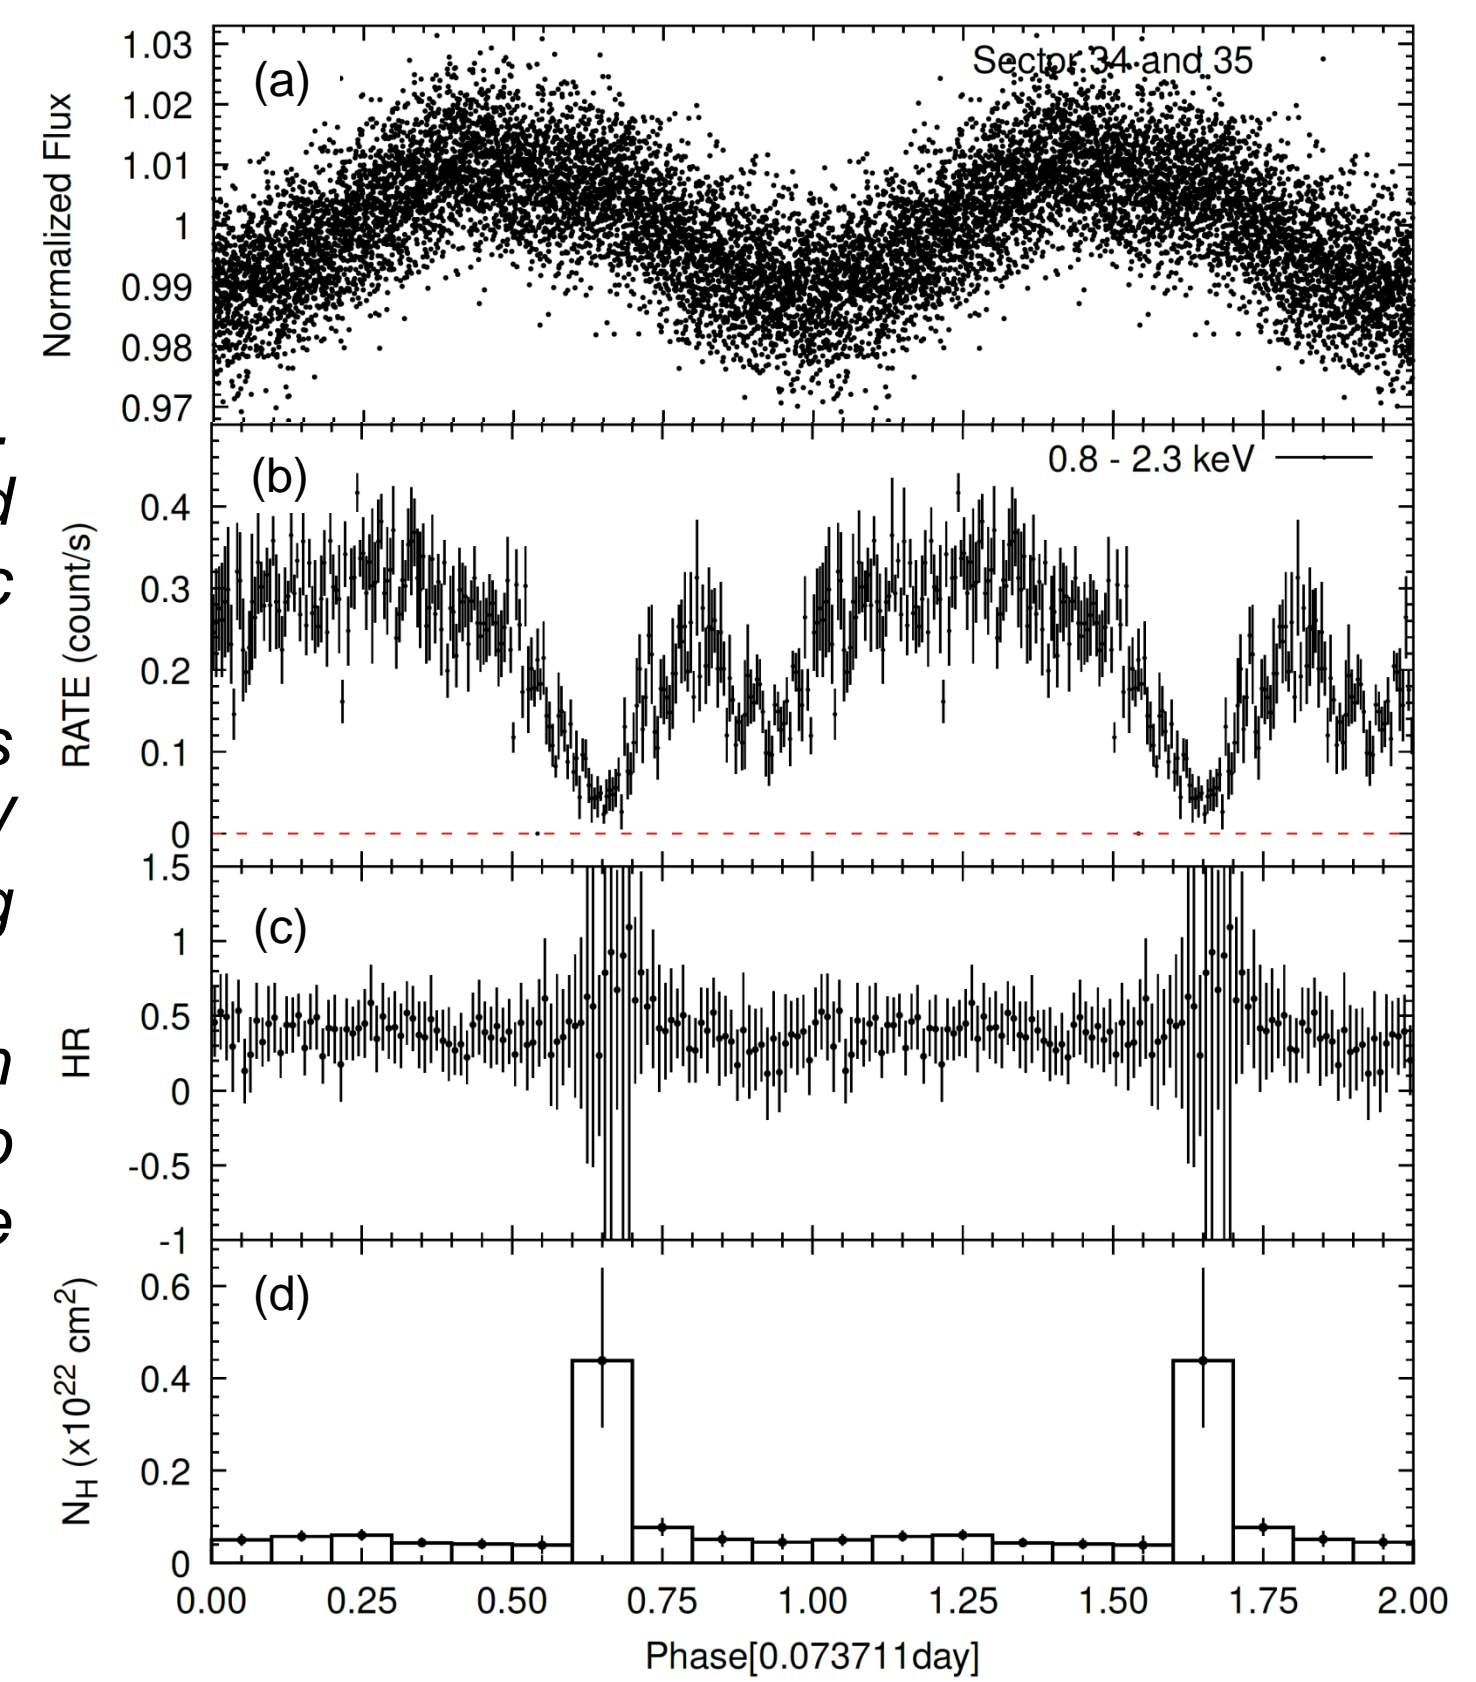 1.03
(a)
Sector 34 and 35
1.02
1.01
1
0.99
0.98
0.97
Normalized Flux
(b)
0.8 - 2.3 keV
0.4
0.3
0.2
0.1
0
RATE (count/s)
1.5
(c)
1
0.5
0
-0.5
-1
HR
(d)
0.6
0.4
0.2
0
N_H (x10^22 cm^2)
0.00 0.25 0.50 0.75 1.00 1.25 1.50 1.75 2.00
Phase[0.073711day]